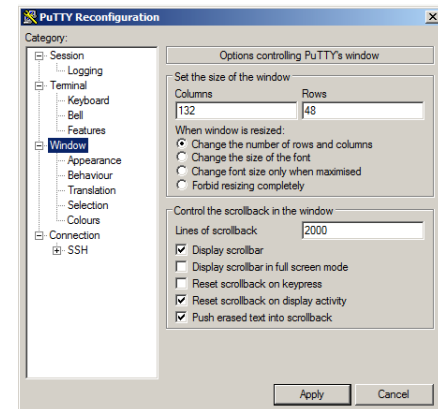 PuTTY Reconfiguration
Category:
Session
Logging
Terminal
Keyboard
Bell
Features
Window
Appearance
Behaviour
Translation
Selection
Colours
Connection
SSH
Options controlling PuTTY's window
Set the size of the window
Columns Rows
132 48
When window is resized:
Change the number of rows and columns
Change the size of the font
Change font size only when maximised
Forbid resizing completely
Control the scrollback in the window
Lines of scrollback 2000
Display scrollbar
Display scrollbar in full screen mode
Reset scrollback on keypress
Reset scrollback on display activity
Push erased text into scrollback
Apply Cancel